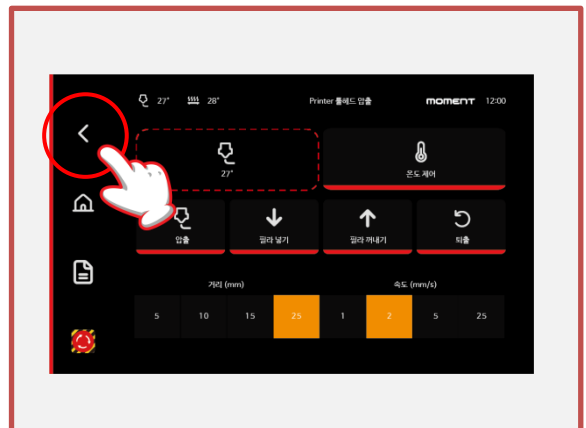 27° 28° Printer 툴헤드 압출 moment 12:00
27°
온도 제어
압출 필라 넣기 필라 꺼내기 되출
거리 (mm) 속도 (mm/s)
5 10 15 25 1 2 5 25